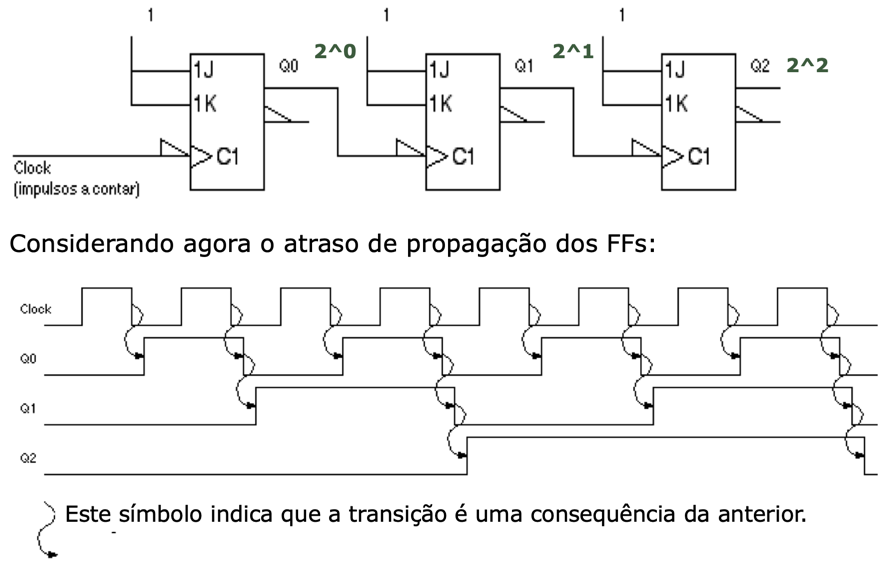 1 1 1
Q0 2^0 Q1 2^1 Q2 2^2
1J 1J 1J
1K 1K 1K
C1 C1 C1
Clock
(impulsos a contar)
Considerando agora o atraso de propagação dos FFs:
Clock
Q0
Q1
Q2
Este símbolo indica que a transição é uma consequência da anterior.